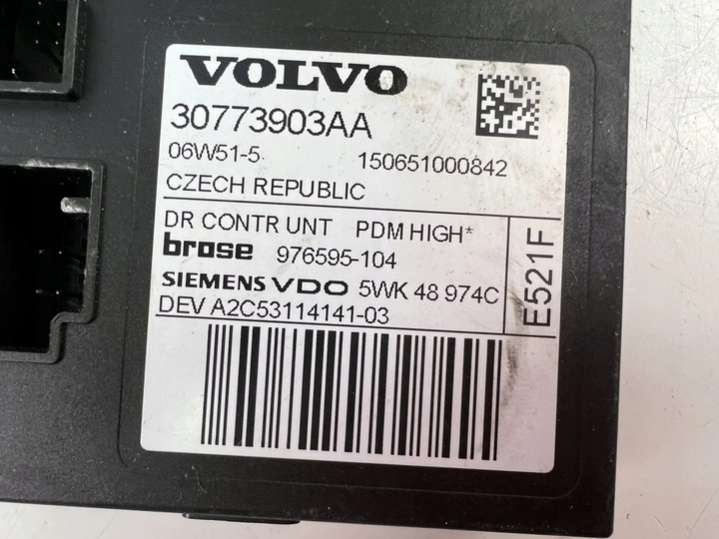 VOLVO
30773903AA
06W51-5 150651000842
CZECH REPUBLIC
DR CONTR UNT PDM HIGH*
brose 976595-104
SIEMENS VDO 5WK 48 974C
DEV A2C53114141-03
E521F